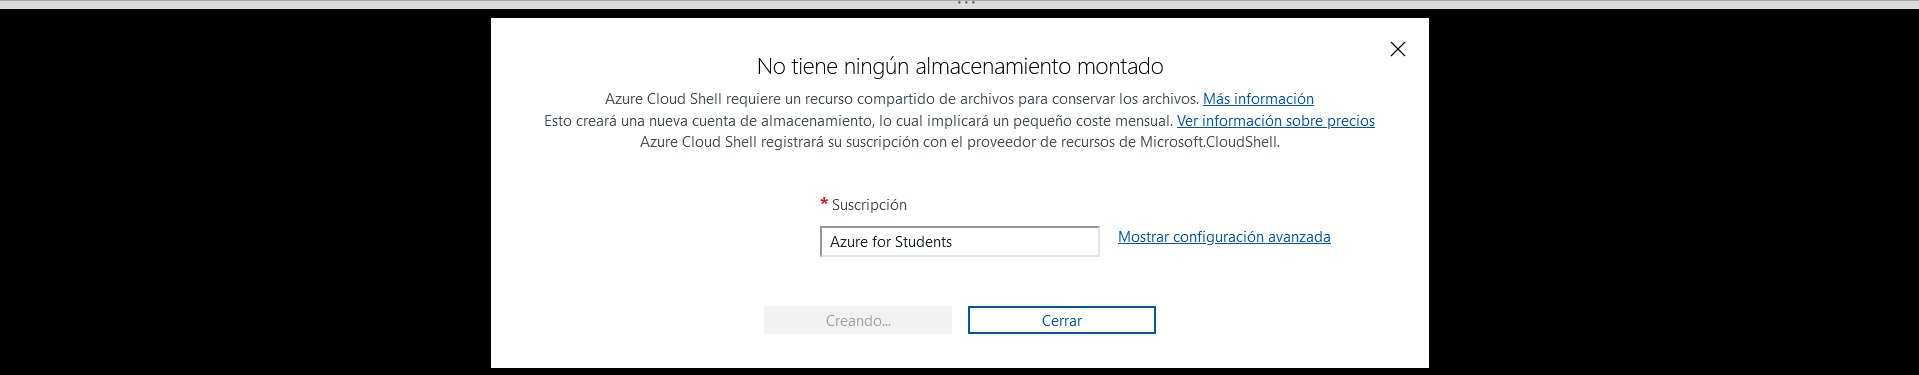 No tiene ningún almacenamiento montado
Azure Cloud Shell requiere un recurso compartido de archivos para conservar los archivos. Más información
Esto creará una nueva cuenta de almacenamiento, lo cual implicará un pequeño coste mensual. Ver información sobre precios
Azure Cloud Shell registrará su suscripción con el proveedor de recursos de Microsoft.CloudShell.
* Suscripción
Azure for Students Mostrar configuración avanzada
Creando... Cerrar